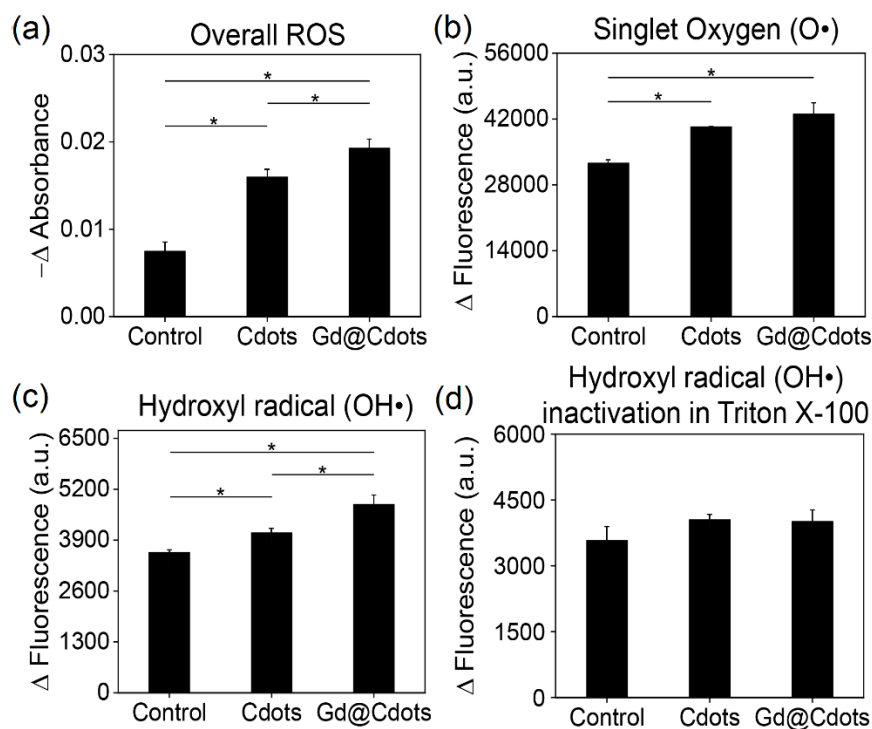 (a)
Overall ROS
−Δ Absorbance
0.03
0.02
0.01
0.00
*
*
*
Control Cdots Gd@Cdots
(b)
Singlet Oxygen (O•)
Δ Fluorescence (a.u.)
56000
42000
28000
14000
0
*
*
Control Cdots Gd@Cdots
(c)
Hydroxyl radical (OH•)
Δ Fluorescence (a.u.)
6500
5200
3900
2600
1300
0
*
*
*
Control Cdots Gd@Cdots
(d)
Hydroxyl radical (OH•)
inactivation in Triton X-100
Δ Fluorescence (a.u.)
6000
4500
3000
1500
0
Control Cdots Gd@Cdots